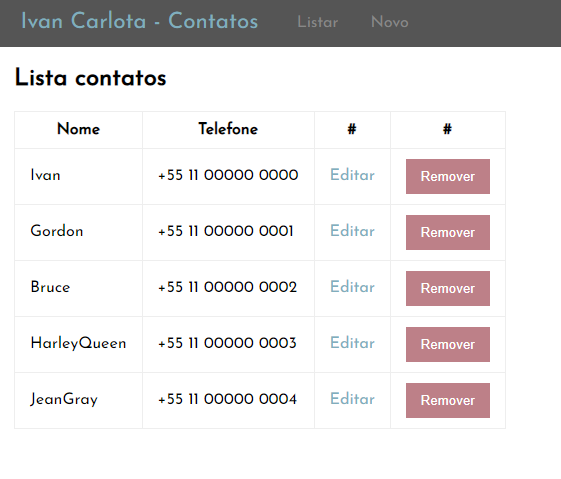 Ivan Carlota - Contatos Listar Novo
Lista contatos
Nome Telefone # #
Ivan +55 11 00000 0000 Editar Remover
Gordon +55 11 00000 0001 Editar Remover
Bruce +55 11 00000 0002 Editar Remover
HarleyQueen +55 11 00000 0003 Editar Remover
JeanGray +55 11 00000 0004 Editar Remover